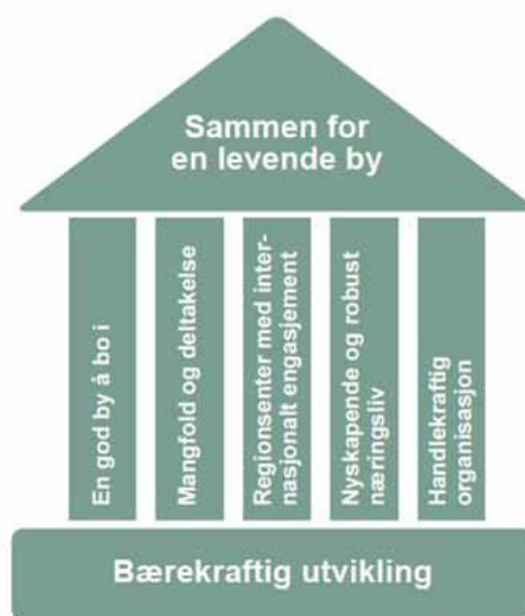 Sammen for
en levende by
En god by å bo i
Mangfold og deltakelse
Regionsenter med inter-
nasjonalt engasjement
Nyskapende og robust
næringsliv
Handlekraftig
organisasjon
Bærekraftig utvikling